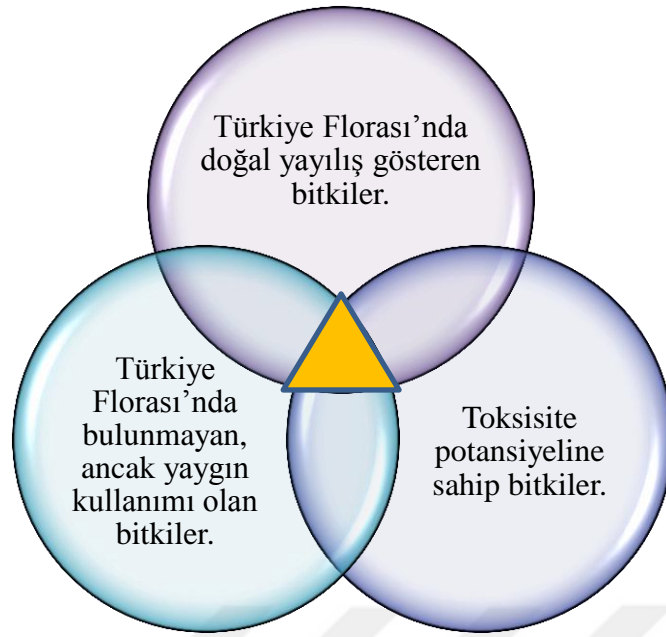 Türkiye Florası’nda
doğal yayılış gösteren
bitkiler.
Türkiye
Florası’nda
bulunmayan,
ancak yaygın
kullanımı olan
bitkiler.
Toksisite
potansiyeline
sahip bitkiler.